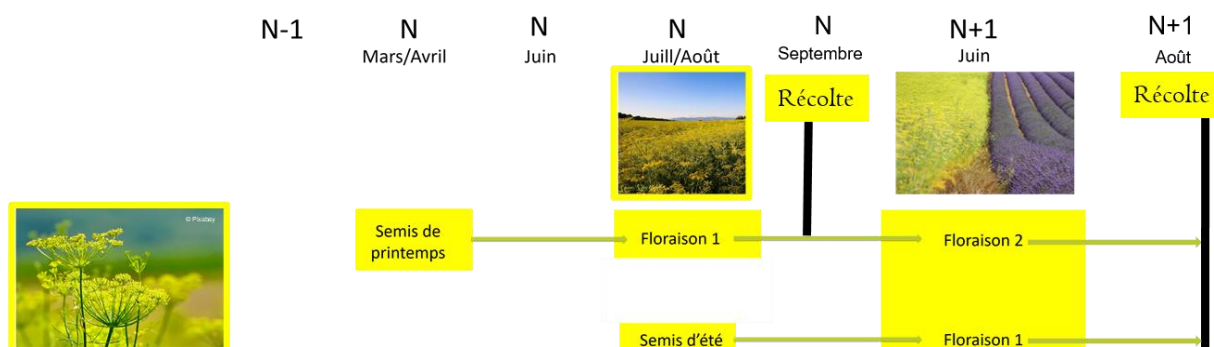 N-1
N
Mars/Avril
N
Juin
N
Juill/Août
N
Septembre
N+1
Juin
N+1
Août
Récolte
Récolte
© Pixabay
Semis de
printemps
Floraison 1
Floraison 2
Semis d'été
Floraison 1